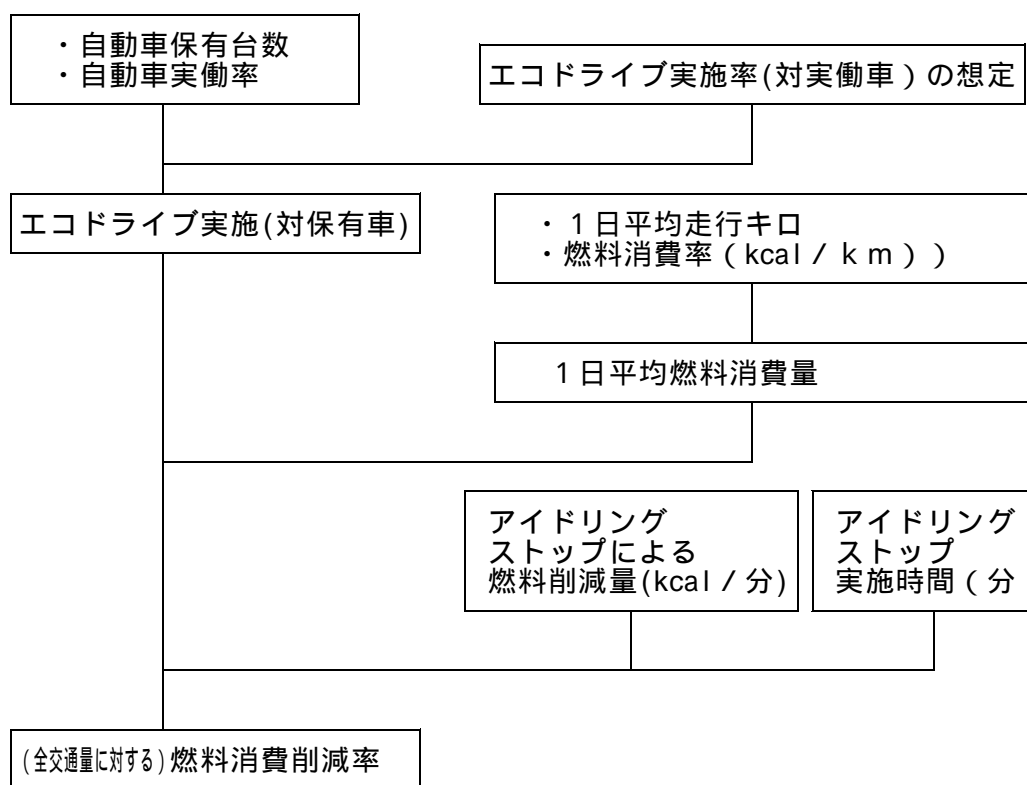 ・自動車保有台数
・自動車実働率
エコドライブ実施率(対実働車)の想定
エコドライブ実施(対保有車)
・1日平均走行キロ
・燃料消費率(kcal/km))
1日平均燃料消費量
アイドリング
ストップによる
燃料削減量(kcal/分)
アイドリング
ストップ
実施時間(分
(全交通量に対する)燃料消費削減率